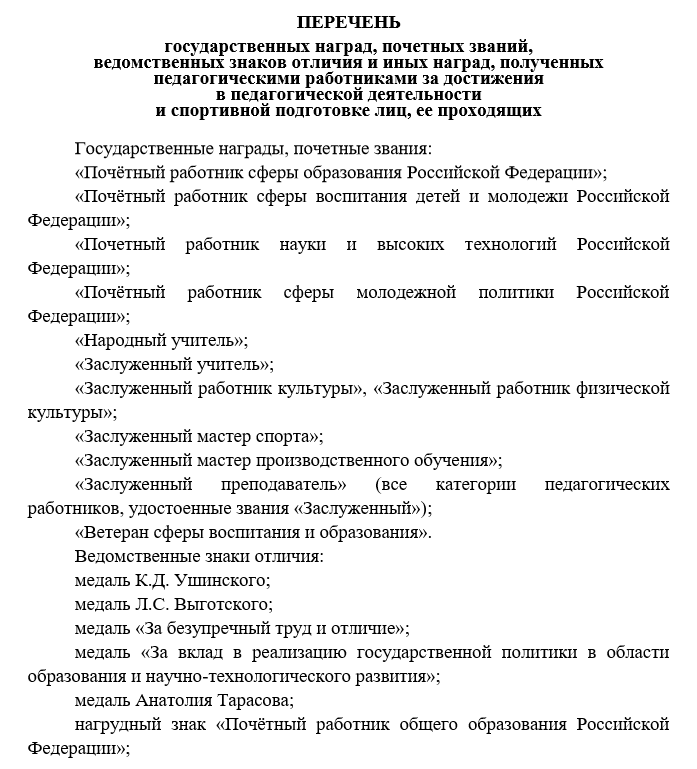 ПЕРЕЧЕНЬ
государственных наград, почетных званий,
ведомственных знаков отличия и иных наград, полученных
педагогическими работниками за достижения
в педагогической деятельности
и спортивной подготовке лиц, ее проходящих
Государственные награды, почетные звания:
«Почётный работник сферы образования Российской Федерации»;
«Почётный работник сферы воспитания детей и молодежи Российской
Федерации»;
«Почетный работник науки и высоких технологий Российской
Федерации»;
«Почётный работник сферы молодежной политики Российской
Федерации»;
«Народный учитель»;
«Заслуженный учитель»;
«Заслуженный работник культуры», «Заслуженный работник физической
культуры»;
«Заслуженный мастер спорта»;
«Заслуженный мастер производственного обучения»;
«Заслуженный преподаватель» (все категории педагогических
работников, удостоенные звания «Заслуженный»);
«Ветеран сферы воспитания и образования».
Ведомственные знаки отличия:
медаль К.Д. Ушинского;
медаль Л.С. Выготского;
медаль «За безупречный труд и отличие»;
медаль «За вклад в реализацию государственной политики в области
образования и научно-технологического развития»;
медаль Анатолия Тарасова;
нагрудный знак «Почётный работник общего образования Российской
Федерации»;